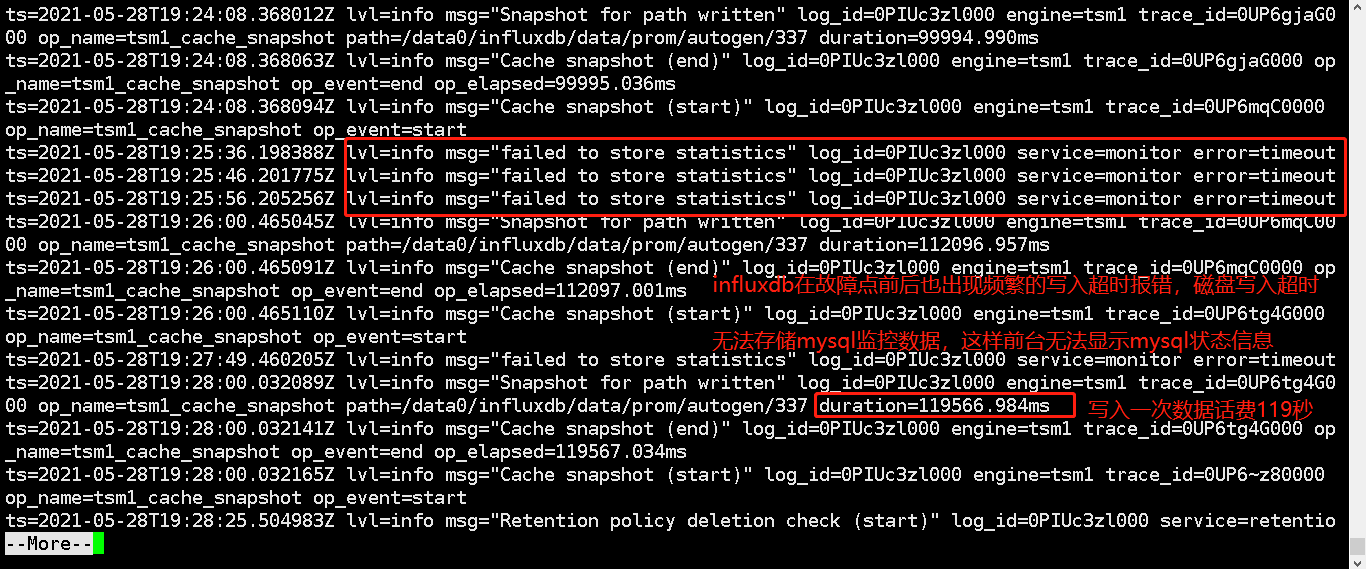 ts=2021-05-28T19:24:08.368012Z lvl=info msg="Snapshot for path written" log_id=0PIUc3zl000 engine=tsm1 trace_id=0UP6gjaG0
00 op_name=tsm1_cache_snapshot path=/data0/influxdb/data/prom/autogen/337 duration=99994.990ms
ts=2021-05-28T19:24:08.368063Z lvl=info msg="Cache snapshot (end)" log_id=0PIUc3zl000 engine=tsm1 trace_id=0UP6gjaG000 op
_name=tsm1_cache_snapshot op_event=end op_elapsed=99995.036ms
ts=2021-05-28T19:24:08.368094Z lvl=info msg="Cache snapshot (start)" log_id=0PIUc3zl000 engine=tsm1 trace_id=0UP6mqC0000
op_name=tsm1_cache_snapshot op_event=start
ts=2021-05-28T19:25:36.198388Z lvl=info msg="failed to store statistics" log_id=0PIUc3zl000 service=monitor error=timeout
ts=2021-05-28T19:25:46.201775Z lvl=info msg="failed to store statistics" log_id=0PIUc3zl000 service=monitor error=timeout
ts=2021-05-28T19:25:56.205256Z lvl=info msg="failed to store statistics" log_id=0PIUc3zl000 service=monitor error=timeout
ts=2021-05-28T19:26:00.465045Z lvl=info msg="Snapshot for path written" log_id=0PIUc3zl000 engine=tsm1 trace_id=0UP6mqC00
00 op_name=tsm1_cache_snapshot path=/data0/influxdb/data/prom/autogen/337 duration=112096.957ms
ts=2021-05-28T19:26:00.465091Z lvl=info msg="Cache snapshot (end)" log_id=0PIUc3zl000 engine=tsm1 trace_id=0UP6mqC0000 op
_name=tsm1_cache_snapshot op_event=end op_elapsed=112097.001ms
influxdb在故障点前后也出现频繁的写入超时报错，磁盘写入超时
ts=2021-05-28T19:26:00.465110Z lvl=info msg="Cache snapshot (start)" log_id=0PIUc3zl000 engine=tsm1 trace_id=0UP6tg4G000
op_name=tsm1_cache_snapshot op_event=start
无法存储mysql监控数据，这样前台无法显示mysql状态信息
ts=2021-05-28T19:27:49.460205Z lvl=info msg="failed to store statistics" log_id=0PIUc3zl000 service=monitor error=timeout
ts=2021-05-28T19:28:00.032089Z lvl=info msg="Snapshot for path written" log_id=0PIUc3zl000 engine=tsm1 trace_id=0UP6tg4G0
00 op_name=tsm1_cache_snapshot path=/data0/influxdb/data/prom/autogen/337 duration=119566.984ms
写入一次数据话费119秒
ts=2021-05-28T19:28:00.032141Z lvl=info msg="Cache snapshot (end)" log_id=0PIUc3zl000 engine=tsm1 trace_id=0UP6tg4G000 op
_name=tsm1_cache_snapshot op_event=end op_elapsed=119567.034ms
ts=2021-05-28T19:28:00.032165Z lvl=info msg="Cache snapshot (start)" log_id=0PIUc3zl000 engine=tsm1 trace_id=0UP6~z80000
op_name=tsm1_cache_snapshot op_event=start
ts=2021-05-28T19:28:25.504983Z lvl=info msg="Retention policy deletion check (start)" log_id=0PIUc3zl000 service=retentio
--More--